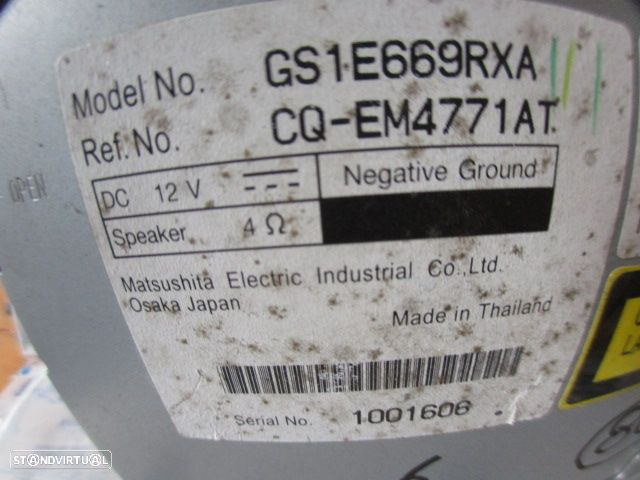 Model No. GS1E669RXA
Ref. No. CQ-EM4771AT
DC 12 V
Negative Ground
Speaker 4 Ω
Matsushita Electric Industrial Co.,Ltd.
Osaka Japan
Made in Thailand
Serial No. 1001606
OPEN
STANDVIRTUAL